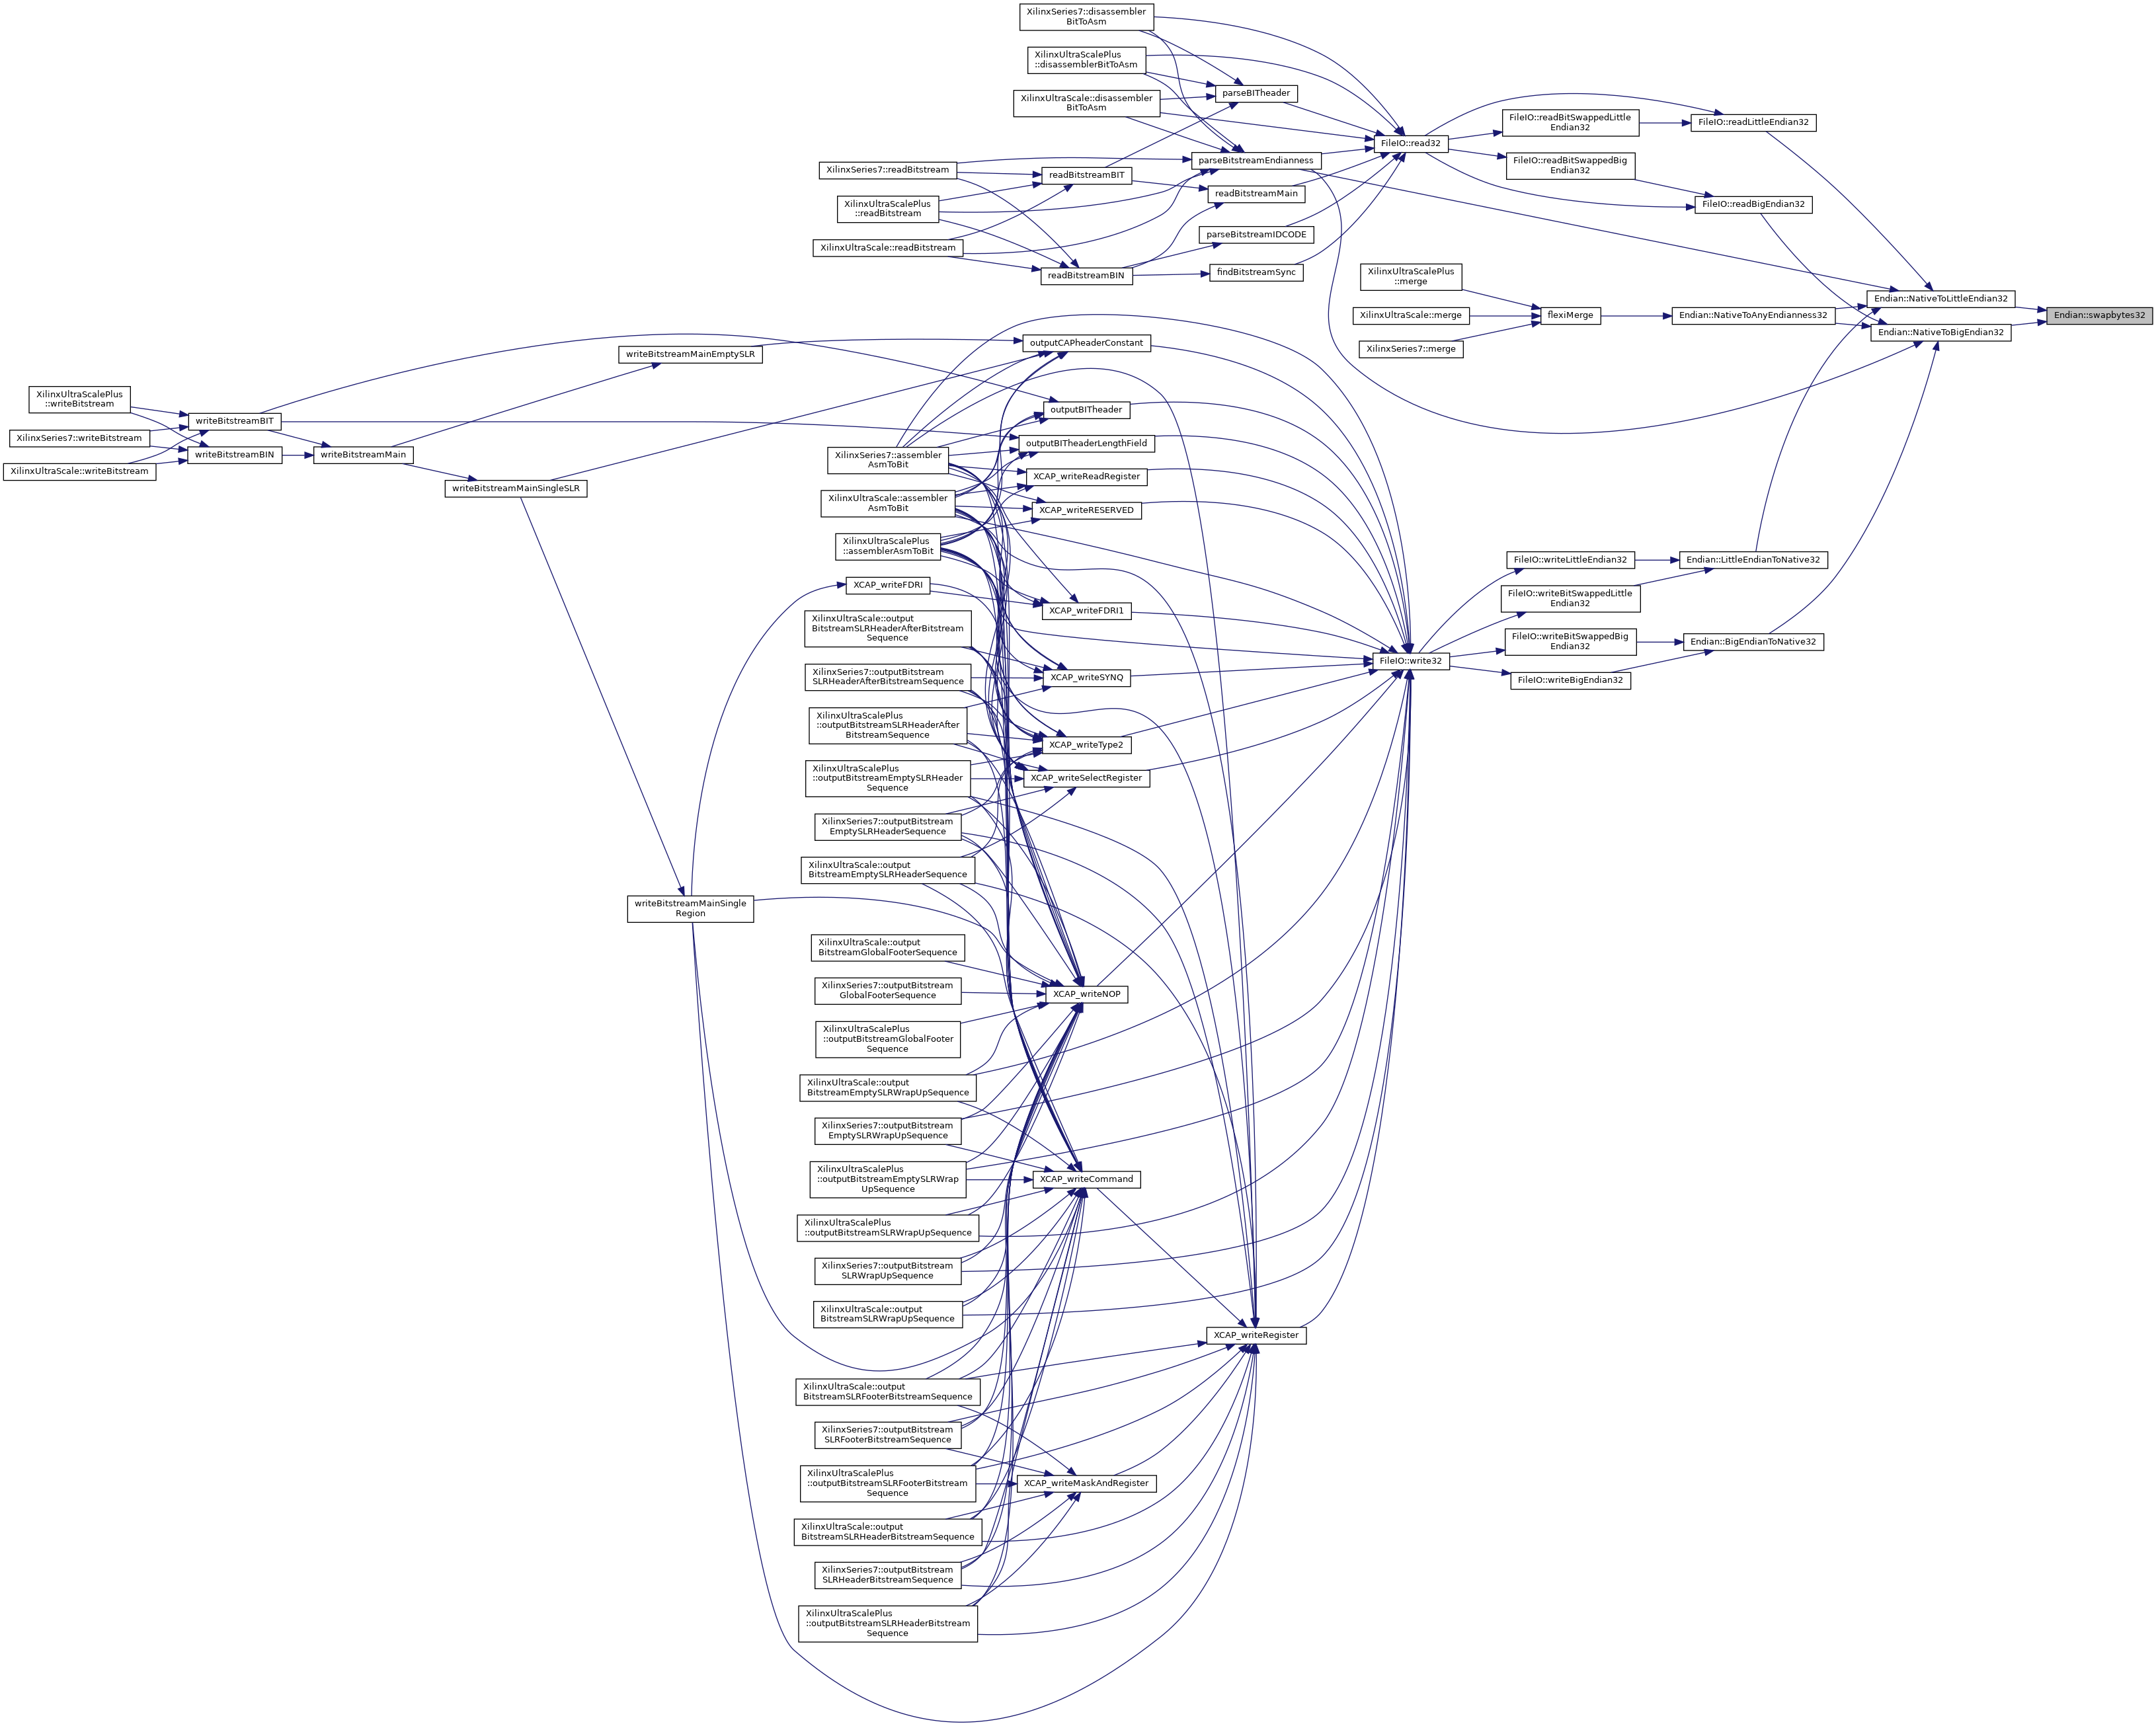 XilinxSeries7::disassembler
BitToAsm
XilinxUltraScalePlus
::disassemblerBitToAsm
parseBITheader
XilinxUltraScale::disassembler
BitToAsm
FileIO::readBitSwappedLittle
Endian32
FileIO::readLittleEndian32
FileIO::read32
parseBitstreamEndianness
FileIO::readBitSwappedBig
Endian32
XilinxSeries7::readBitstream
readBitstreamBIT
readBitstreamMain
XilinxUltraScalePlus
::readBitstream
FileIO::readBigEndian32
parseBitstreamIDCODE
XilinxUltraScale::readBitstream
readBitstreamBIN
findBitstreamSync
XilinxUltraScalePlus
::merge
Endian::NativeToLittleEndian32
XilinxUltraScale::merge
flexiMerge
Endian::NativeToAnyEndianness32
Endian::swapbytes32
Endian::NativeToBigEndian32
XilinxSeries7::merge
outputCAPheaderConstant
writeBitstreamMainEmptySLR
XilinxUltraScalePlus
::writeBitstream
outputBITheader
writeBitstreamBIT
XilinxSeries7::writeBitstream
outputBITheaderLengthField
writeBitstreamBIN
writeBitstreamMain
XilinxSeries7::assembler
AsmToBit
XilinxUltraScale::writeBitstream
XCAP_writeReadRegister
writeBitstreamMainSingleSLR
XilinxUltraScale::assembler
AsmToBit
XCAP_writeRESERVED
XilinxUltraScalePlus
::assemblerAsmToBit
FileIO::writeLittleEndian32
Endian::LittleEndianToNative32
XCAP_writeFDRI
FileIO::writeBitSwappedLittle
Endian32
XCAP_writeFDRI1
XilinxUltraScale::output
BitstreamSLRHeaderAfterBitstream
Sequence
FileIO::writeBitSwappedBig
Endian32
Endian::BigEndianToNative32
FileIO::write32
XilinxSeries7::outputBitstream
SLRHeaderAfterBitstreamSequence
XCAP_writeSYNQ
FileIO::writeBigEndian32
XilinxUltraScalePlus
::outputBitstreamSLRHeaderAfter
BitstreamSequence
XCAP_writeType2
XilinxUltraScalePlus
::outputBitstreamEmptySLRHeader
Sequence
XCAP_writeSelectRegister
XilinxSeries7::outputBitstream
EmptySLRHeaderSequence
XilinxUltraScale::output
BitstreamEmptySLRHeaderSequence
writeBitstreamMainSingle
Region
XilinxUltraScale::output
BitstreamGlobalFooterSequence
XilinxSeries7::outputBitstream
GlobalFooterSequence
XCAP_writeNOP
XilinxUltraScalePlus
::outputBitstreamGlobalFooter
Sequence
XilinxUltraScale::output
BitstreamEmptySLRWrapUpSequence
XilinxSeries7::outputBitstream
EmptySLRWrapUpSequence
XilinxUltraScalePlus
::outputBitstreamEmptySLRWrap
UpSequence
XCAP_writeCommand
XilinxUltraScalePlus
::outputBitstreamSLRWrapUpSequence
XilinxSeries7::outputBitstream
SLRWrapUpSequence
XilinxUltraScale::output
BitstreamSLRWrapUpSequence
XCAP_writeRegister
XilinxUltraScale::output
BitstreamSLRFooterBitstreamSequence
XilinxSeries7::outputBitstream
SLRFooterBitstreamSequence
XilinxUltraScalePlus
::outputBitstreamSLRFooterBitstream
Sequence
XCAP_writeMaskAndRegister
XilinxUltraScale::output
BitstreamSLRHeaderBitstreamSequence
XilinxSeries7::outputBitstream
SLRHeaderBitstreamSequence
XilinxUltraScalePlus
::outputBitstreamSLRHeaderBitstream
Sequence